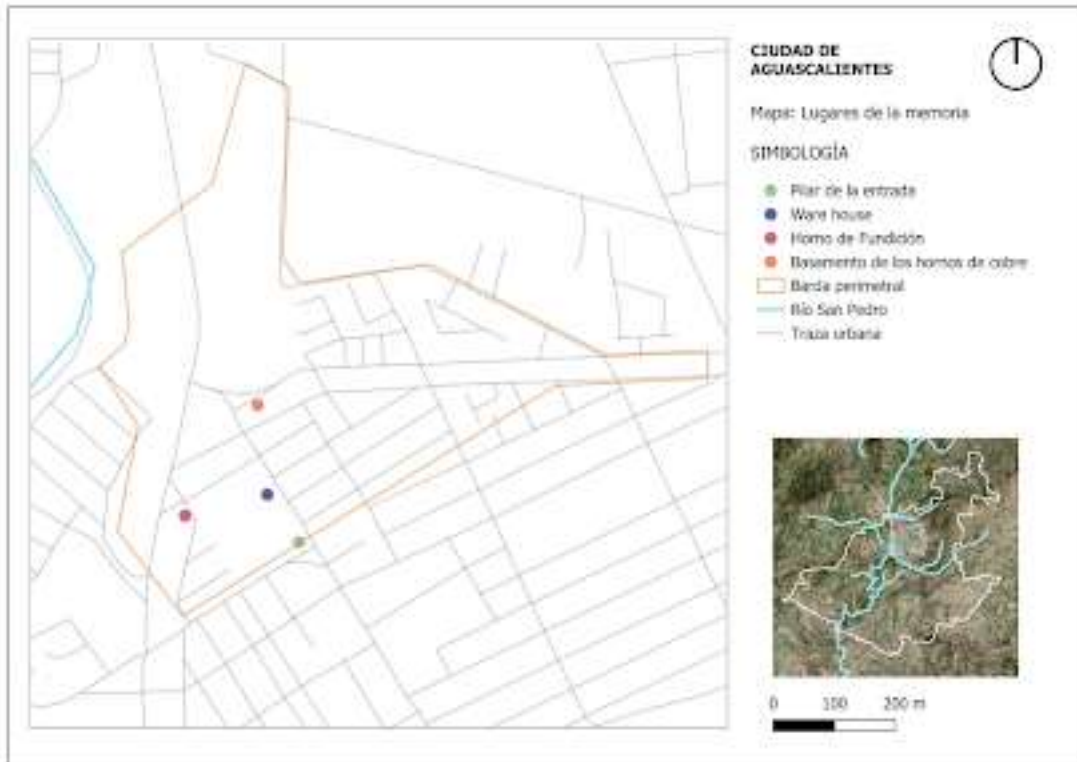 CIUDAD DE
AGUASCALIENTES
Mapa: Lugares de la memoria
SIMBOLOGÍA
Pilar de la entrada
Ware house
Horno de Fundición
Basamento de los hornos de cobre
Barda perimetral
Río San Pedro
Traza urbana
0 100 200 m